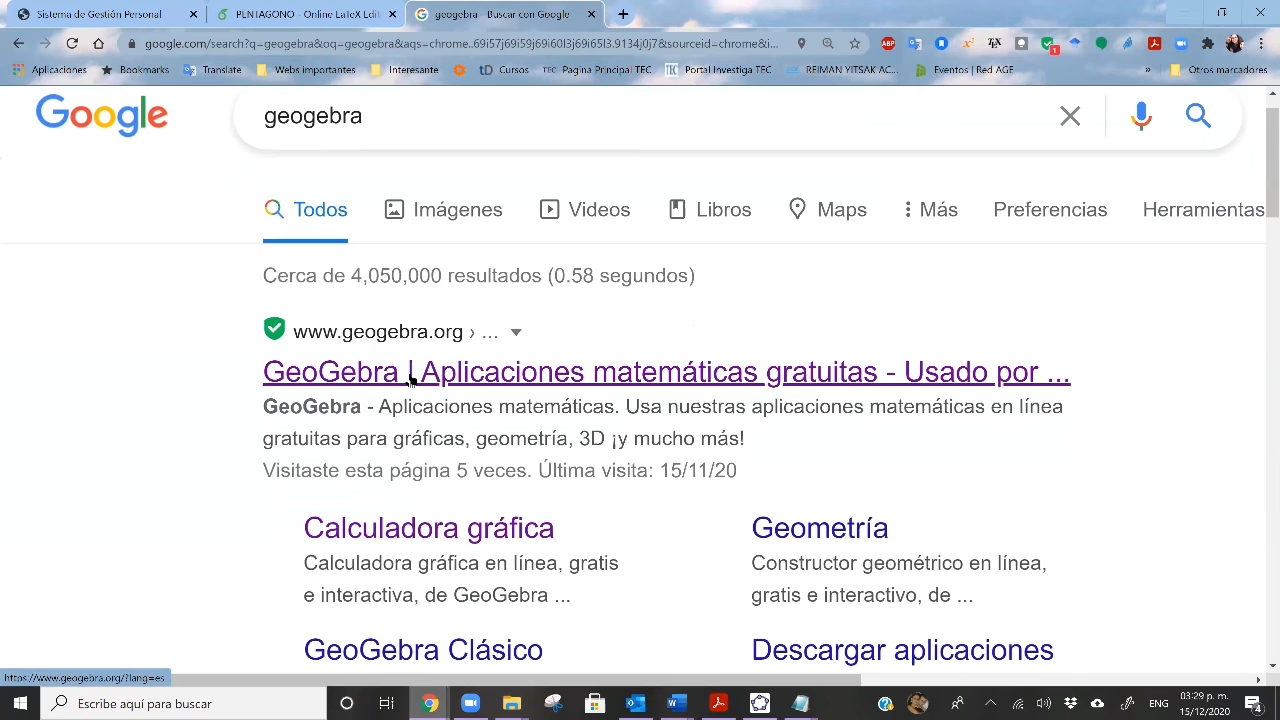 Sistema de Gestión Personal
PENTAGONO - Online LaTeX Edit
geogebra - Buscar con Google
google.com/search?q=geogebra&oq=geogebra&aqs=chrome..69i57j69i59j69i60l3j69i65l3.934j0j7&sourceid=chrome&i...
Aplicaciones
Bookmarks
Translate
Webs importantes
Interesante
Cursos
Pagina Principal TEC
Portal Investiga TEC
REIMAN YITSAK AC...
Eventos | Red AGE
»
Otros marcadores
Google
geogebra
Todos
Imágenes
Videos
Libros
Maps
Más
Preferencias
Herramientas
Cerca de 4,050,000 resultados (0.58 segundos)
www.geogebra.org › ...
GeoGebra | Aplicaciones matemáticas gratuitas - Usado por ...
GeoGebra - Aplicaciones matemáticas. Usa nuestras aplicaciones matemáticas en línea
gratuitas para gráficas, geometría, 3D ¡y mucho más!
Visitaste esta página 5 veces. Última visita: 15/11/20
Calculadora gráfica
Geometría
Calculadora gráfica en línea, gratis
Constructor geométrico en línea,
e interactiva, de GeoGebra ...
gratis e interactivo, de ...
GeoGebra Clásico
Descargar aplicaciones
https://www.geogebra.org/?lang=es
Escribe aquí para buscar
ENG
03:29 p. m.
15/12/2020
4